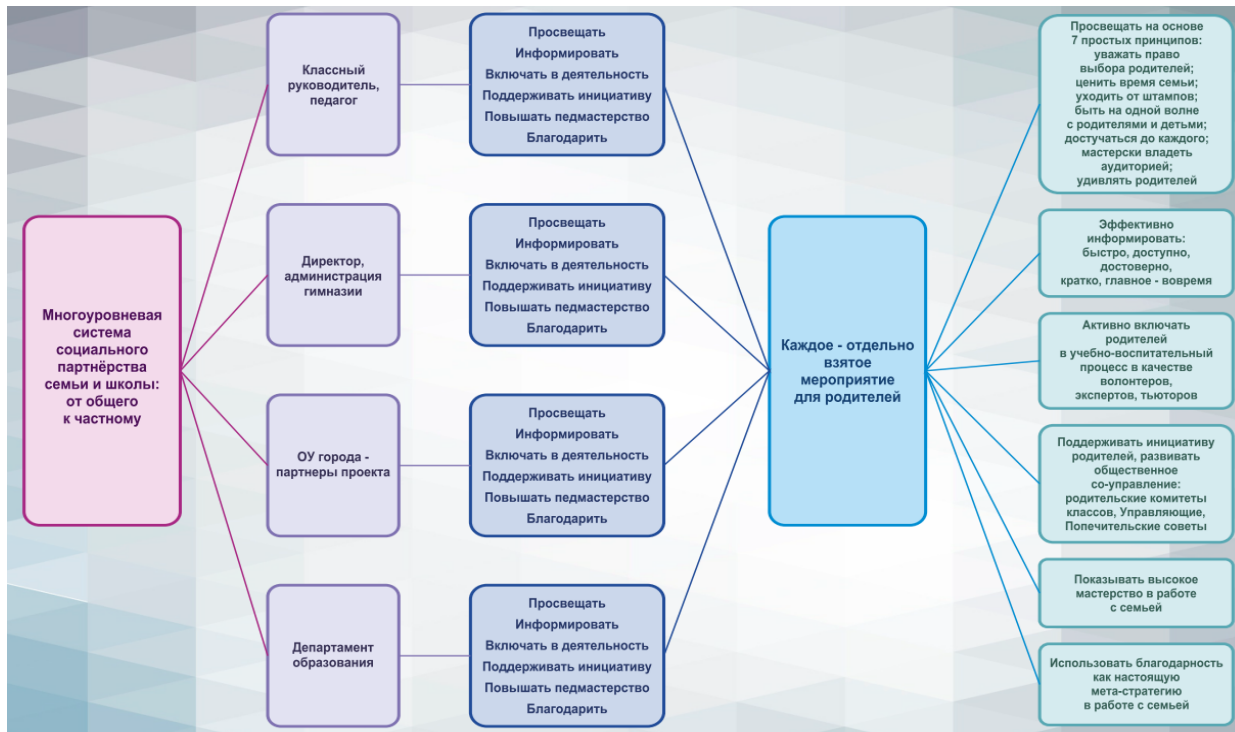 Многоуровневая
система
социального
партнёрства
семьи и школы:
от общего
к частному
Классный
руководитель,
педагог
Просвещать
Информировать
Включать в деятельность
Поддерживать инициативу
Повышать педмастерство
Благодарить
Директор,
администрация
гимназии
Просвещать
Информировать
Включать в деятельность
Поддерживать инициативу
Повышать педмастерство
Благодарить
ОУ города -
партнеры проекта
Просвещать
Информировать
Включать в деятельность
Поддерживать инициативу
Повышать педмастерство
Благодарить
Департамент
образования
Просвещать
Информировать
Включать в деятельность
Поддерживать инициативу
Повышать педмастерство
Благодарить
Каждое - отдельно
взятое
мероприятие
для родителей
Просвещать на основе
7 простых принципов:
уважать право
выбора родителей;
ценить время семьи;
уходить от штампов;
быть на одной волне
с родителями и детьми;
достучаться до каждого;
мастерски владеть
аудиторией;
удивлять родителей
Эффективно
информировать:
быстро, доступно,
достоверно,
кратко, главное - вовремя
Активно включать
родителей
в учебно-воспитательный
процесс в качестве
волонтеров,
экспертов, тьюторов
Поддерживать инициативу
родителей, развивать
общественное
со-управление:
родительские комитеты
классов, Управляющие,
Попечительские советы
Показывать высокое
мастерство в работе
с семьей
Использовать благодарность
как настоящую
мета-стратегию
в работе с семьей